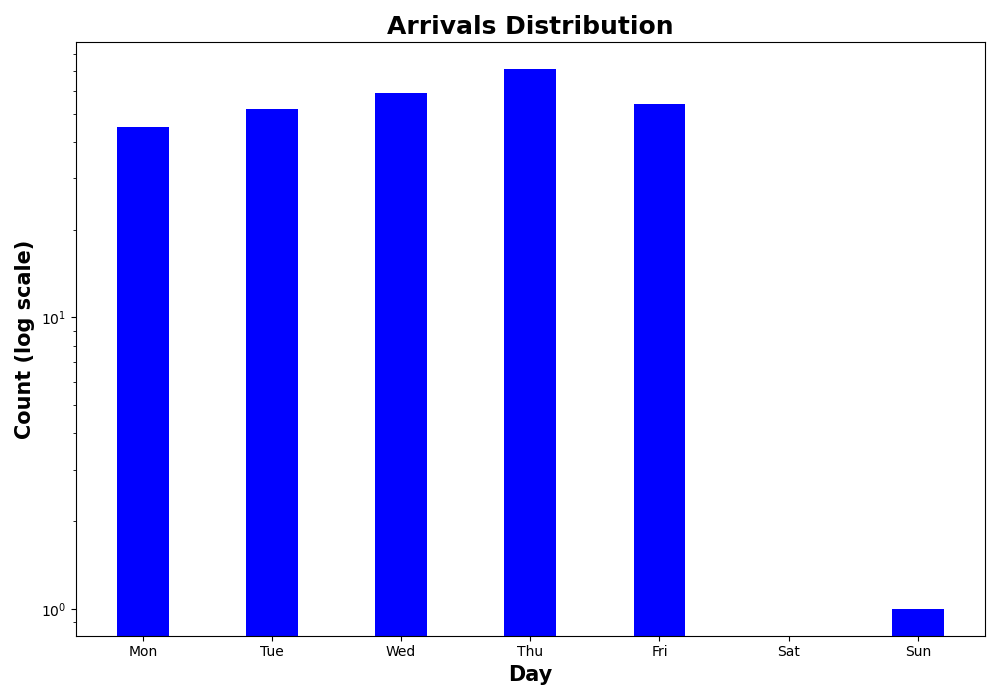 Arrivals Distribution
Count (log scale)
10¹
10⁰
Mon Tue Wed Thu Fri Sat Sun
Day